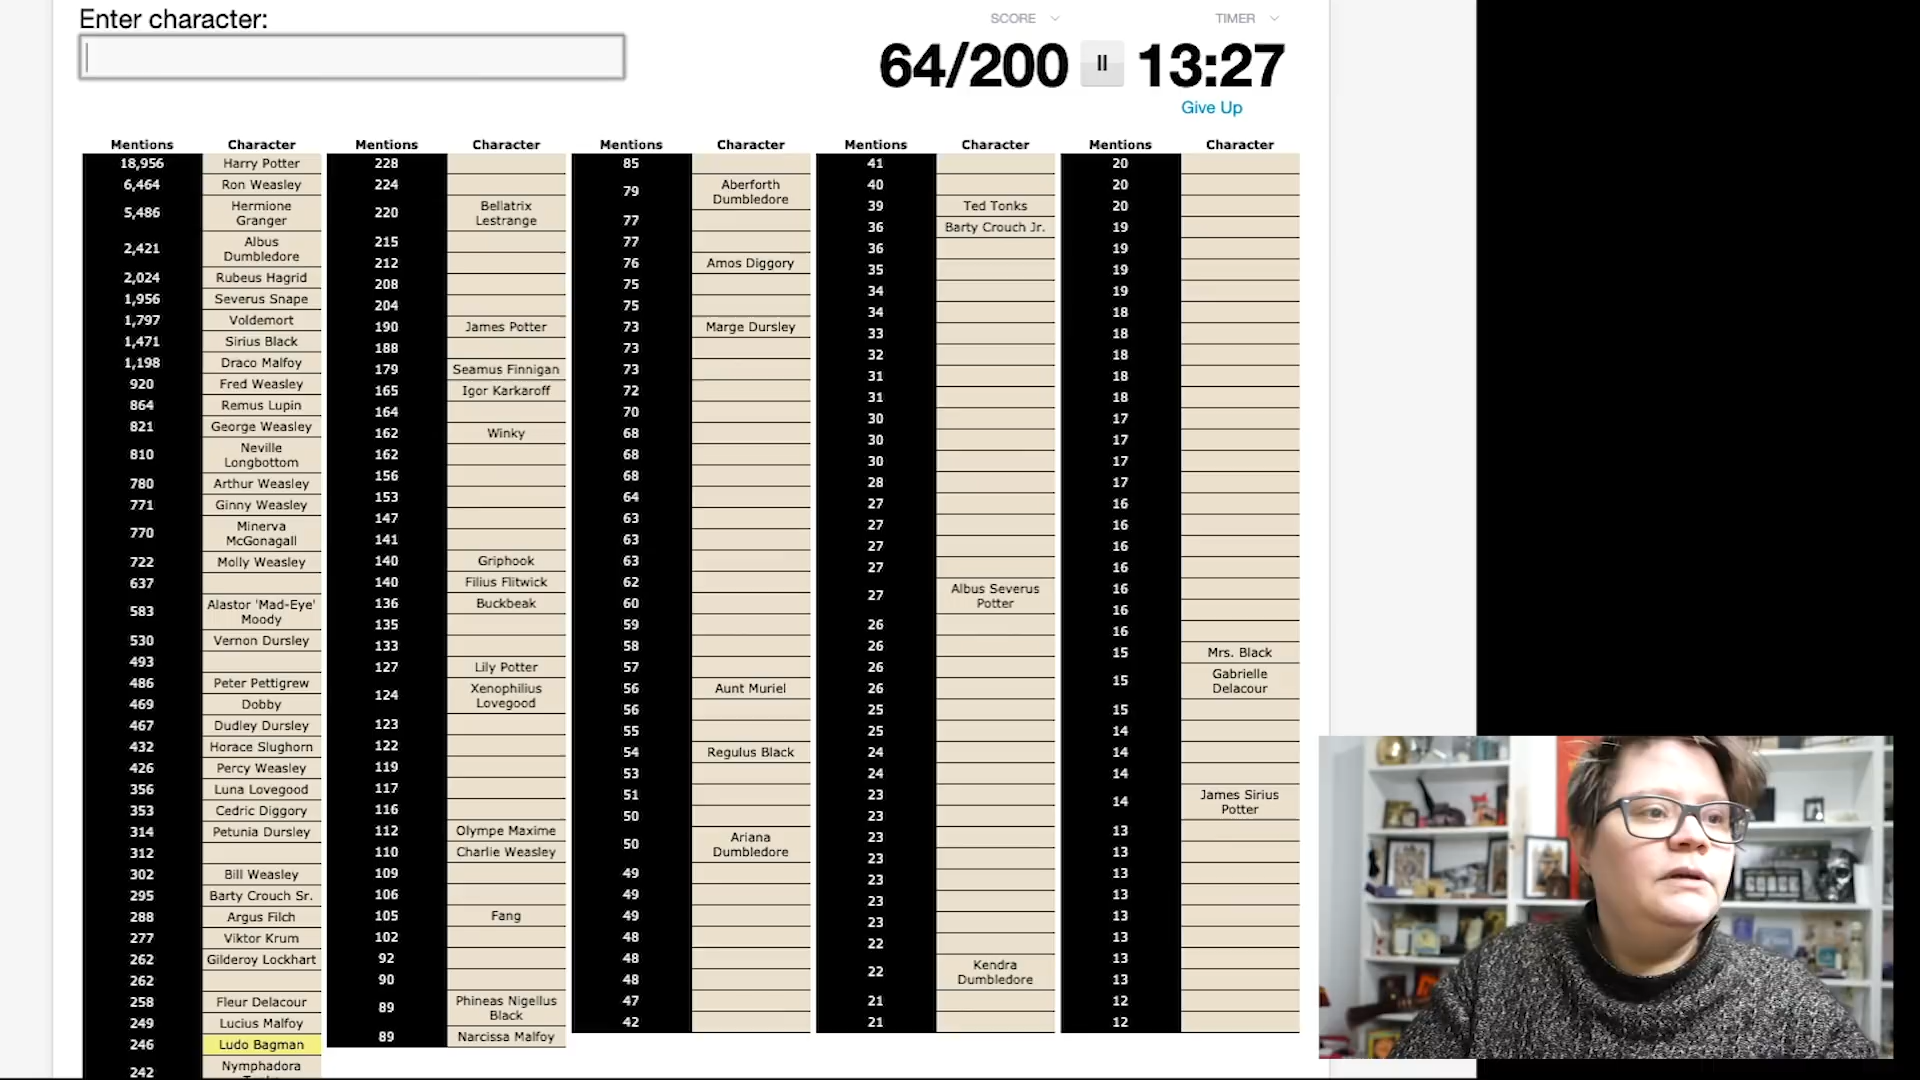 Enter character:
SCORE
TIMER
64/200
13:27
Give Up
Mentions Character Mentions Character Mentions Character Mentions Character Mentions Character
18,956 Harry Potter
6,464 Ron Weasley
5,486 Hermione Granger
2,421 Albus Dumbledore
2,024 Rubeus Hagrid
1,956 Severus Snape
1,797 Voldemort
1,471 Sirius Black
1,198 Draco Malfoy
920 Fred Weasley
864 Remus Lupin
821 George Weasley
810 Neville Longbottom
780 Arthur Weasley
771 Ginny Weasley
770 Minerva McGonagall
722 Molly Weasley
637
583 Alastor 'Mad-Eye' Moody
530 Vernon Dursley
493
486 Peter Pettigrew
469 Dobby
467 Dudley Dursley
432 Horace Slughorn
426 Percy Weasley
356 Luna Lovegood
353 Cedric Diggory
314 Petunia Dursley
312
302 Bill Weasley
295 Barty Crouch Sr.
288 Argus Filch
277 Viktor Krum
262 Gilderoy Lockhart
262
258 Fleur Delacour
249 Lucius Malfoy
246 Ludo Bagman
242 Nymphadora
228
224
220 Bellatrix Lestrange
215
212
208
204
190 James Potter
188
179 Seamus Finnigan
165 Igor Karkaroff
164
162 Winky
162
156
153
147
141
140 Griphook
140 Filius Flitwick
136 Buckbeak
135
133
127 Lily Potter
124 Xenophilius Lovegood
123
122
119
117
116
112 Olympe Maxime
110 Charlie Weasley
109
106
105 Fang
102
92
90
89 Phineas Nigellus Black
89 Narcissa Malfoy
85
79 Aberforth Dumbledore
77
77
76 Amos Diggory
75
75
73 Marge Dursley
73
73
72
70
68
68
68
64
63
63
63
62
60
59
58
57
56 Aunt Muriel
56
55
54 Regulus Black
53
51
50
50 Ariana Dumbledore
49
49
49
48
48
48
47
42
41
40
39 Ted Tonks
36 Barty Crouch Jr.
36
35
34
34
33
32
31
31
30
30
30
28
27
27
27
27
27 Albus Severus Potter
26
26
26
26
25
25
24
24
23
23
23
23
23
23
23
22
22 Kendra Dumbledore
21
21
20
20
20
19
19
19
19
18
18
18
18
18
17
17
17
17
16
16
16
16
16
16
16
15 Mrs. Black
15 Gabrielle Delacour
15
14
14
14
14 James Sirius Potter
13
13
13
13
13
13
13
13
12
12